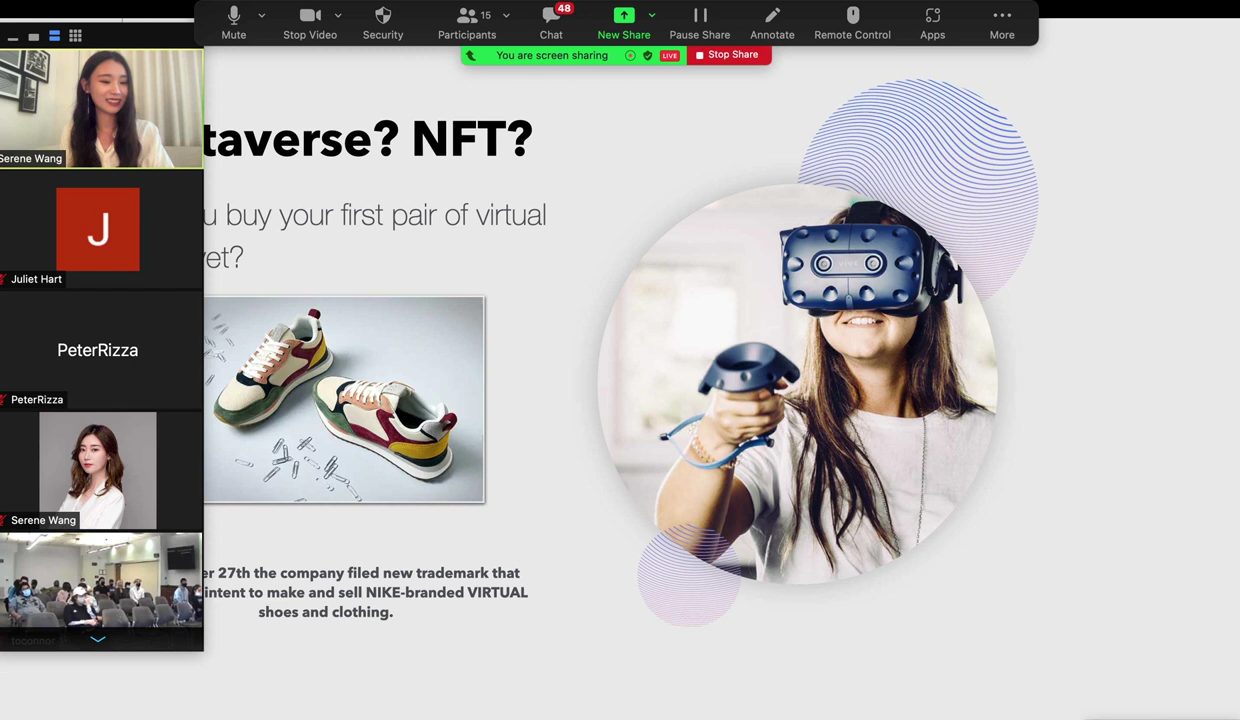 Mute
Stop Video
Security
15
Participants
48
Chat
New Share
Pause Share
Annotate
Remote Control
Apps
More
You are screen sharing
LIVE
Stop Share
Serene Wang
J
Juliet Hart
PeterRizza
PeterRizza
Serene Wang
toconnor
taverse? NFT?
u buy your first pair of virtual
yet?
er 27th the company filed new trademark that
intent to make and sell NIKE-branded VIRTUAL
shoes and clothing.